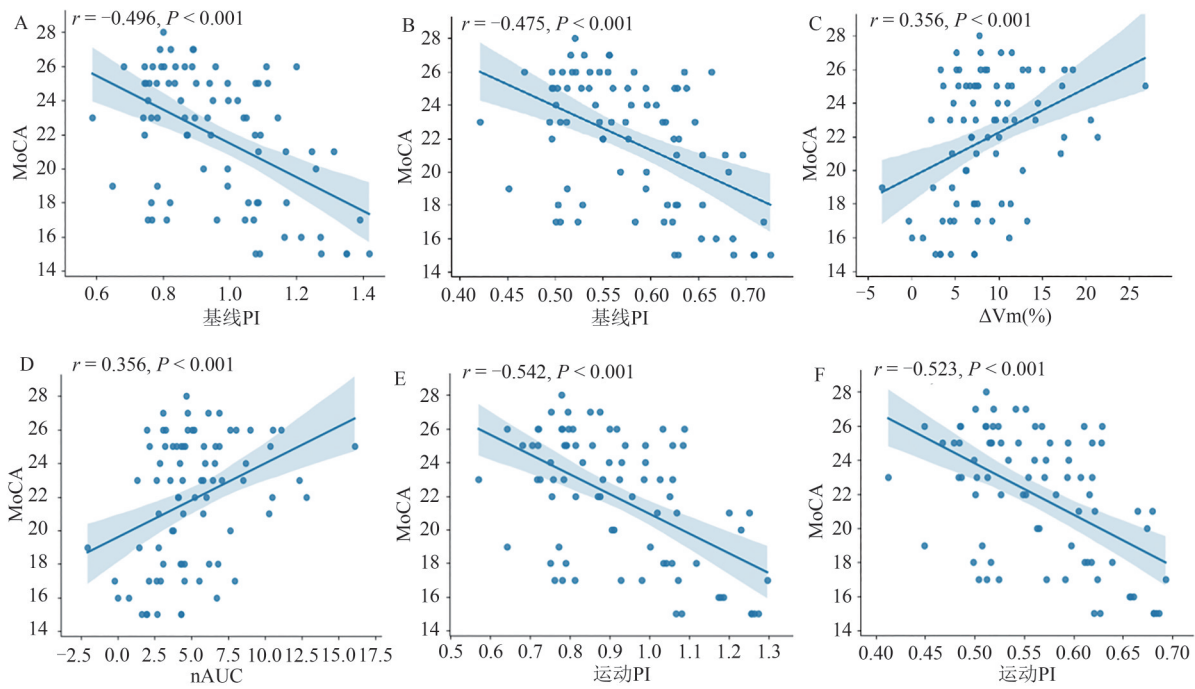 A
r = −0.496, P < 0.001
28
26
24
22
20
18
16
14
MoCA
0.6 0.8 1.0 1.2 1.4
基线PI
B
r = −0.475, P < 0.001
28
26
24
22
20
18
16
14
MoCA
0.40 0.50 0.55 0.60 0.65 0.70
基线PI
C
r = 0.356, P < 0.001
28
26
24
22
20
18
16
14
MoCA
−5 0 5 10 15 20 25
ΔVm(%)
D
r = 0.356, P < 0.001
28
26
24
22
20
18
16
14
MoCA
−2.5 0.0 2.5 5.0 7.5 10.0 12.5 15.0 17.5
nAUC
E
r = −0.542, P < 0.001
28
26
24
22
20
18
16
14
MoCA
0.5 0.6 0.7 0.8 0.9 1.0 1.1 1.2 1.3
运动PI
F
r = −0.523, P < 0.001
28
26
24
22
20
18
16
14
MoCA
0.40 0.45 0.50 0.55 0.60 0.65 0.70
运动PI